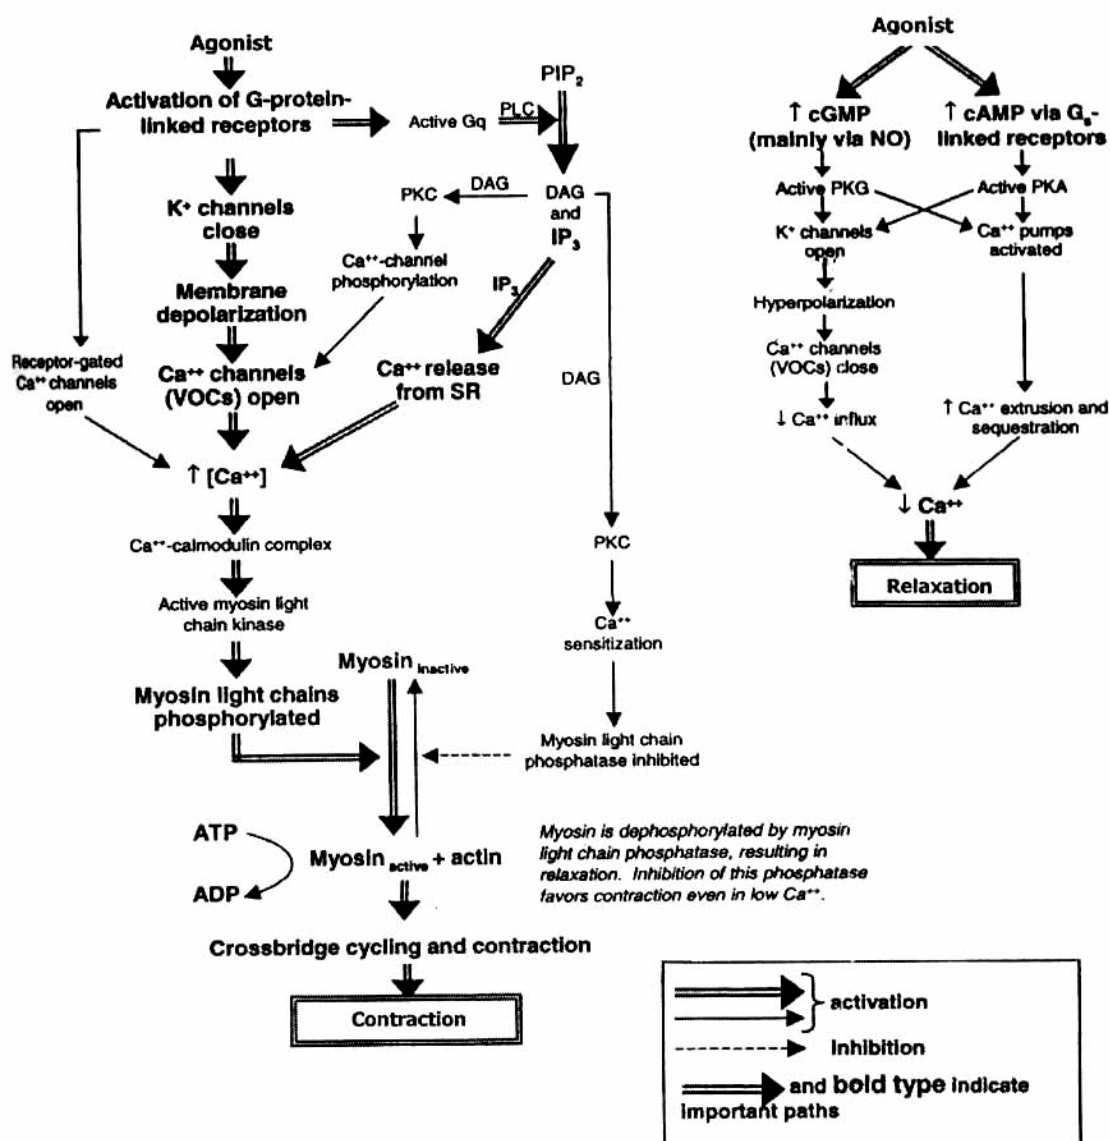 Agonist
Activation of G-protein-
linked receptors
Active Gq
PLC
PIP₂
K⁺ channels
close
PKC
DAG
DAG
and
IP₃
Ca⁺⁺-channel
phosphorylation
IP₃
Membrane
depolarization
Receptor-gated
Ca⁺⁺ channels
open
Ca⁺⁺ channels
(VOCs) open
Ca⁺⁺ release
from SR
DAG
↑ [Ca⁺⁺]
Ca⁺⁺-calmodulin complex
Active myosin light
chain kinase
PKC
Ca⁺⁺
sensitization
Myosin light chains
phosphorylated
Myosin inactive
Myosin light chain
phosphatase inhibited
ATP
ADP
Myosin active + actin
Myosin is dephosphorylated by myosin
light chain phosphatase, resulting in
relaxation. Inhibition of this phosphatase
favors contraction even in low Ca⁺⁺.
Crossbridge cycling and contraction
Contraction
Agonist
↑ cGMP
(mainly via NO)
↑ cAMP via Gₛ-
linked receptors
Active PKG
Active PKA
K⁺ channels
open
Ca⁺⁺ pumps
activated
Hyperpolarization
Ca⁺⁺ channels
(VOCs) close
↓ Ca⁺⁺ influx
↑ Ca⁺⁺ extrusion and
sequestration
↓ Ca⁺⁺
Relaxation
activation
Inhibition
and bold type indicate
important paths